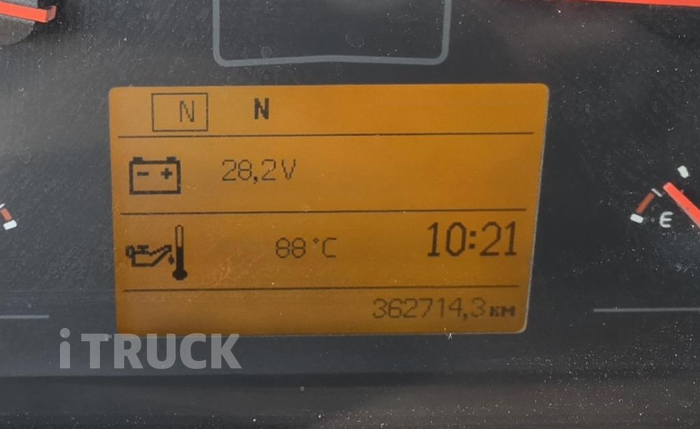 N N
28,2V
88°C 10:21
362714,3км
E
iTRUCK